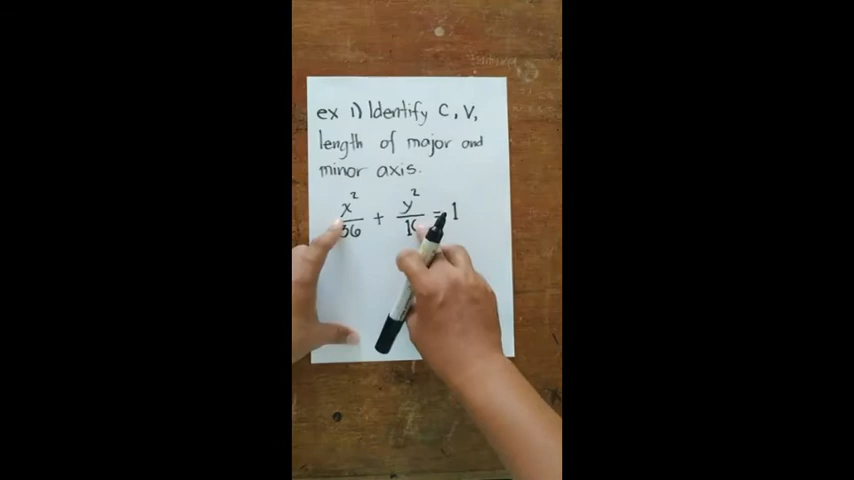 ex 1) Identify C, V,
length of major and
minor axis.
x² + y² = 1
36